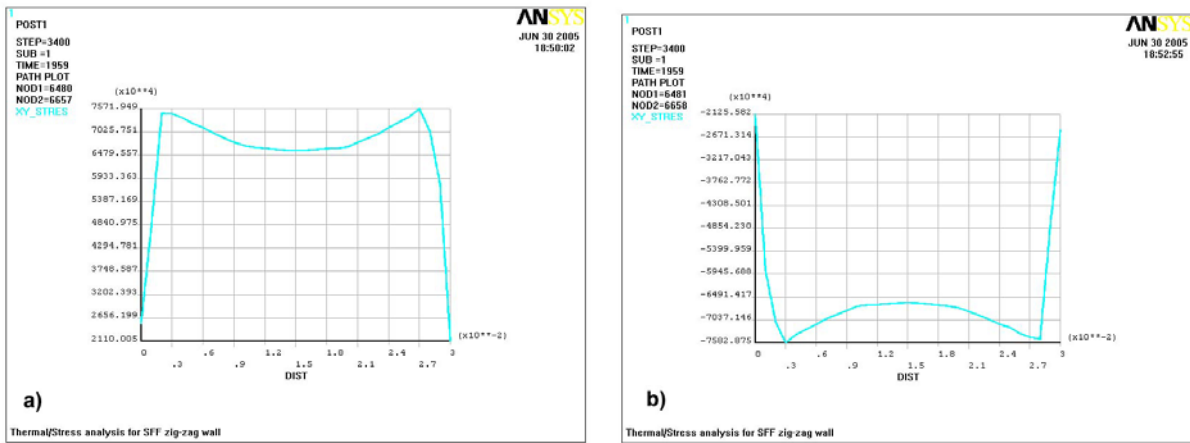 1
POST1
STEP=3400
SUB =1
TIME=1959
PATH PLOT
NOD1=6480
NOD2=6657
XY_STRES
ANSYS
JUN 30 2005
18:50:02
(x10**4)
7571.949
7025.751
6479.557
5933.363
5387.169
4840.975
4294.781
3748.587
3202.393
2656.199
2110.005
(x10**-2)
0
.3
.6
.9
1.2
1.5
1.8
2.1
2.4
2.7
3
DIST
a)
Thermal/Stress analysis for SFF zig-zag wall
1
POST1
STEP=3400
SUB =1
TIME=1959
PATH PLOT
NOD1=6481
NOD2=6658
XY_STRES
ANSYS
JUN 30 2005
18:52:55
(x10**4)
-2125.582
-2671.314
-3217.043
-3762.772
-4308.501
-4854.230
-5399.959
-5945.688
-6491.417
-7037.146
-7582.875
(x10**-2)
0
.3
.6
.9
1.2
1.5
1.8
2.1
2.4
2.7
3
DIST
b)
Thermal/Stress analysis for SFF zig-zag wall